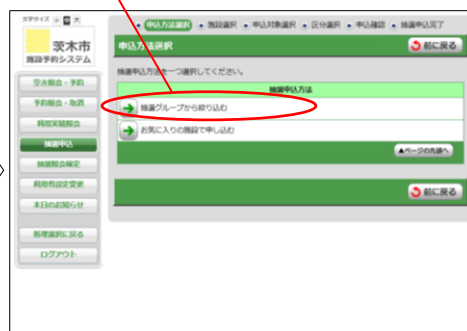 文字サイズ 小 中 大
申込方法選択 施設選択 申込対象選択 区分選択 申込確認 抽選申込完了
茨木市
施設予約システム
申込方法選択
前に戻る
抽選申込方法を一つ選択してください。
空き照会・予約
抽選申込方法
予約照会・取消
抽選グループから絞り込む
利用実績照会
お気に入りの施設で申し込む
抽選申込
▲ページの先頭へ
抽選照会確定
利用者設定変更
前に戻る
本日のお知らせ
処理選択に戻る
ログアウト